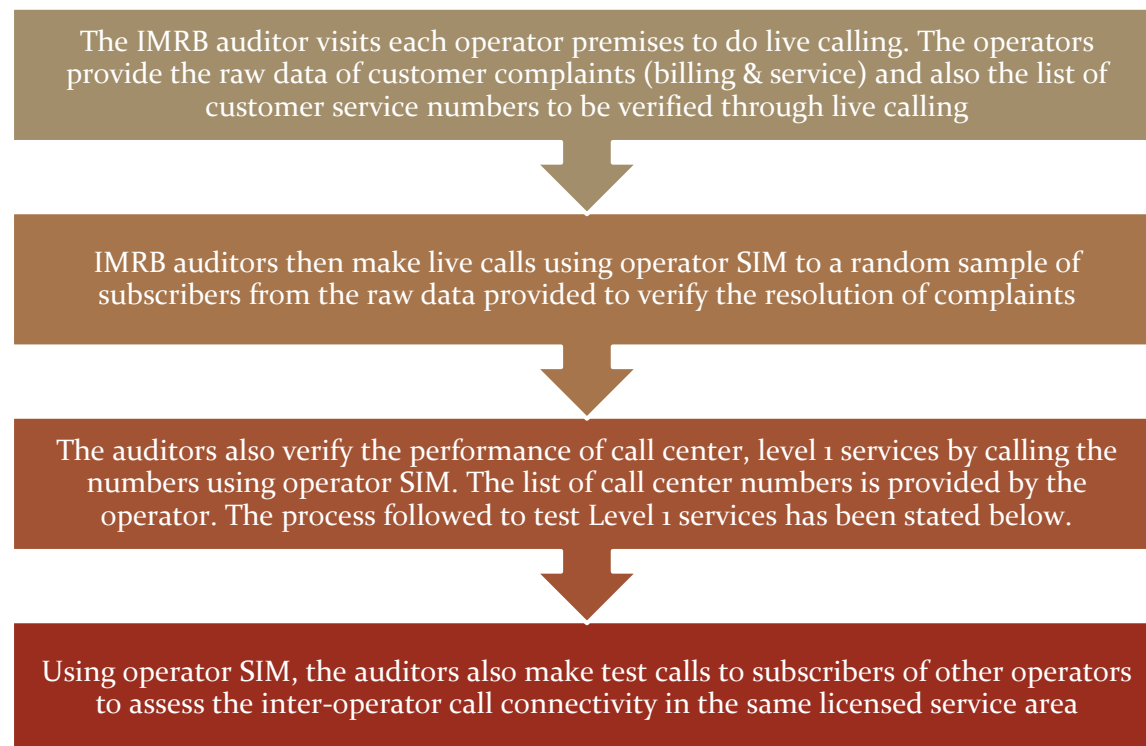 The IMRB auditor visits each operator premises to do live calling. The operators
provide the raw data of customer complaints (billing & service) and also the list of
customer service numbers to be verified through live calling
IMRB auditors then make live calls using operator SIM to a random sample of
subscribers from the raw data provided to verify the resolution of complaints
The auditors also verify the performance of call center, level 1 services by calling the
numbers using operator SIM. The list of call center numbers is provided by the
operator. The process followed to test Level 1 services has been stated below.
Using operator SIM, the auditors also make test calls to subscribers of other operators
to assess the inter-operator call connectivity in the same licensed service area